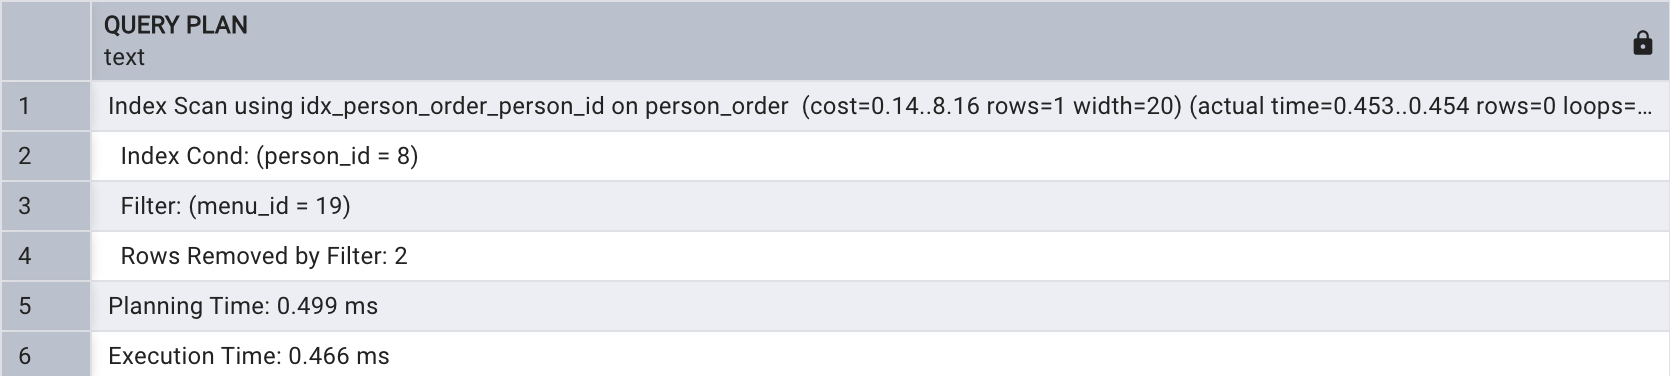 QUERY PLAN
text
1 Index Scan using idx_person_order_person_id on person_order (cost=0.14..8.16 rows=1 width=20) (actual time=0.453..0.454 rows=0 loops=...
2 Index Cond: (person_id = 8)
3 Filter: (menu_id = 19)
4 Rows Removed by Filter: 2
5 Planning Time: 0.499 ms
6 Execution Time: 0.466 ms